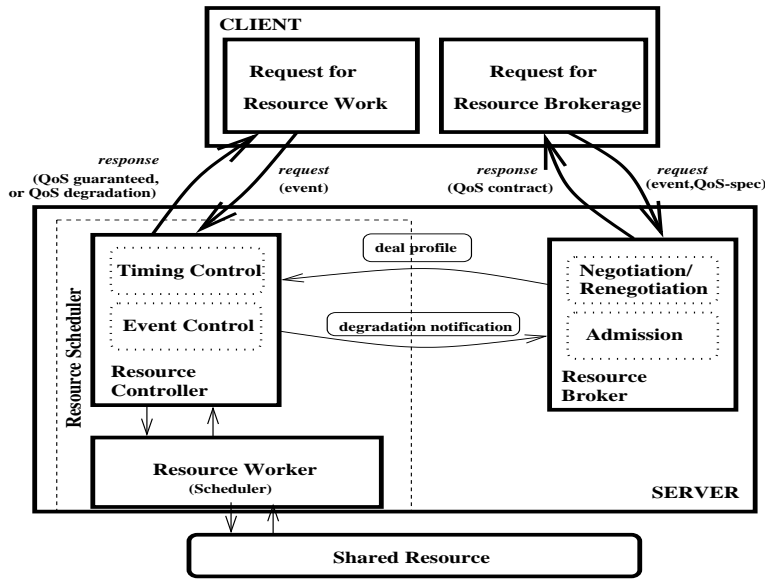 CLIENT
Request for
Resource Work
Request for
Resource Brokerage
response
(QoS guaranteed,
or QoS degradation)
request
(event)
response
(QoS contract)
request
(event,QoS-spec)
Resource Scheduler
Timing Control
Event Control
Resource
Controller
deal profile
degradation notification
Negotiation/
Renegotiation
Admission
Resource
Broker
Resource Worker
(Scheduler)
SERVER
Shared Resource